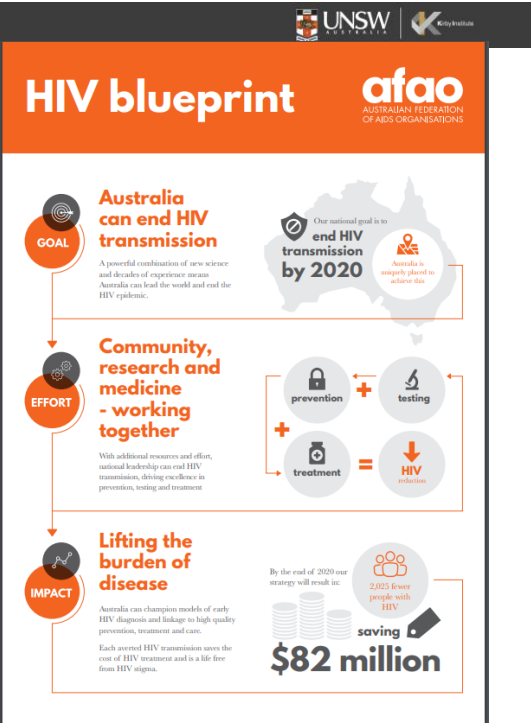 UNSW
AUSTRALIA
Kirby Institute
HIV blueprint
afao
AUSTRALIAN FEDERATION
OF AIDS ORGANISATIONS
GOAL
Australia
can end HIV
transmission
A powerful combination of new science
and decades of experience means
Australia can lead the world and end the
HIV epidemic.
Our national goal is to
end HIV
transmission
by 2020
Australia is
uniquely placed to
achieve this
EFFORT
Community,
research and
medicine
- working
together
With additional resources and effort,
national leadership can end HIV
transmission, driving excellence in
prevention, testing and treatment
prevention
+
testing
+
treatment
=
HIV
reduction
IMPACT
Lifting the
burden of
disease
Australia can champion models of early
HIV diagnosis and linkage to high quality
prevention, treatment and care.
Each averted HIV transmission saves the
cost of HIV treatment and is a life free
from HIV stigma.
By the end of 2020 our
strategy will result in:
2,025 fewer
people with
HIV
saving
$82 million